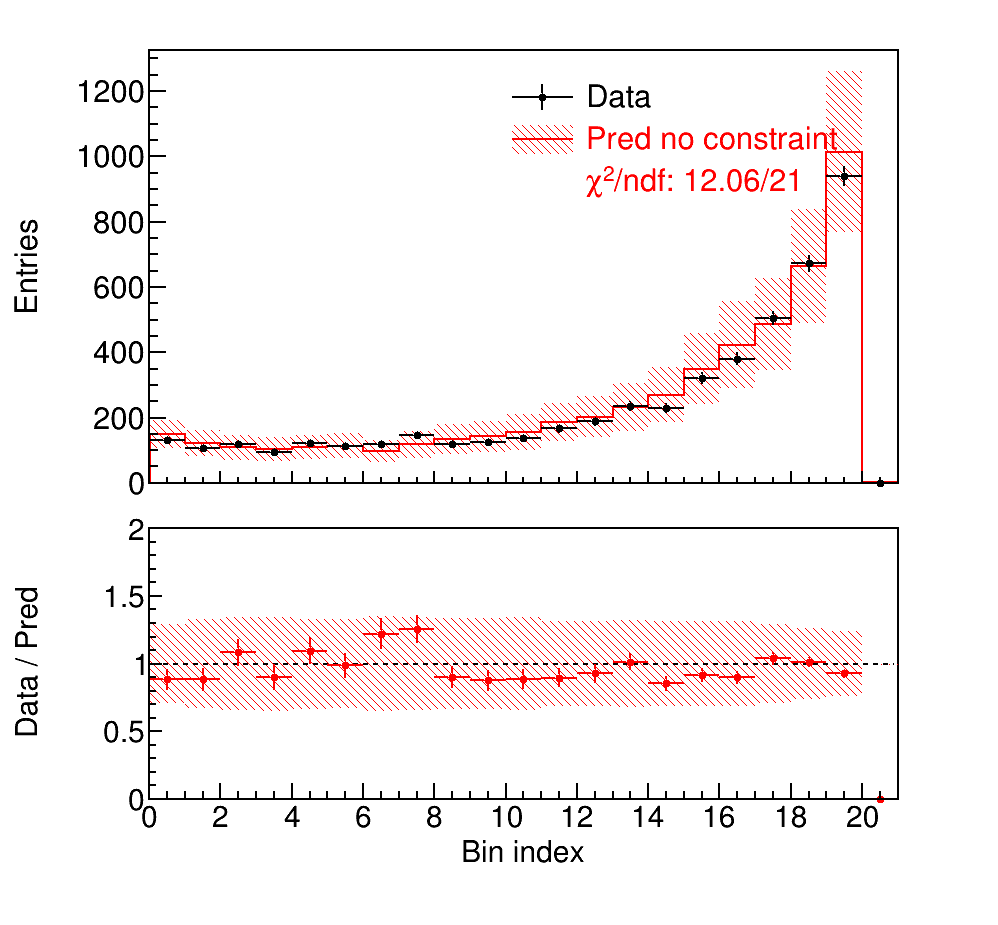 Entries
1200
1000
800
600
400
200
0
Data
Pred no constraint
χ²/ndf: 12.06/21
Data / Pred
2
1.5
1
0.5
0
0 2 4 6 8 10 12 14 16 18 20
Bin index